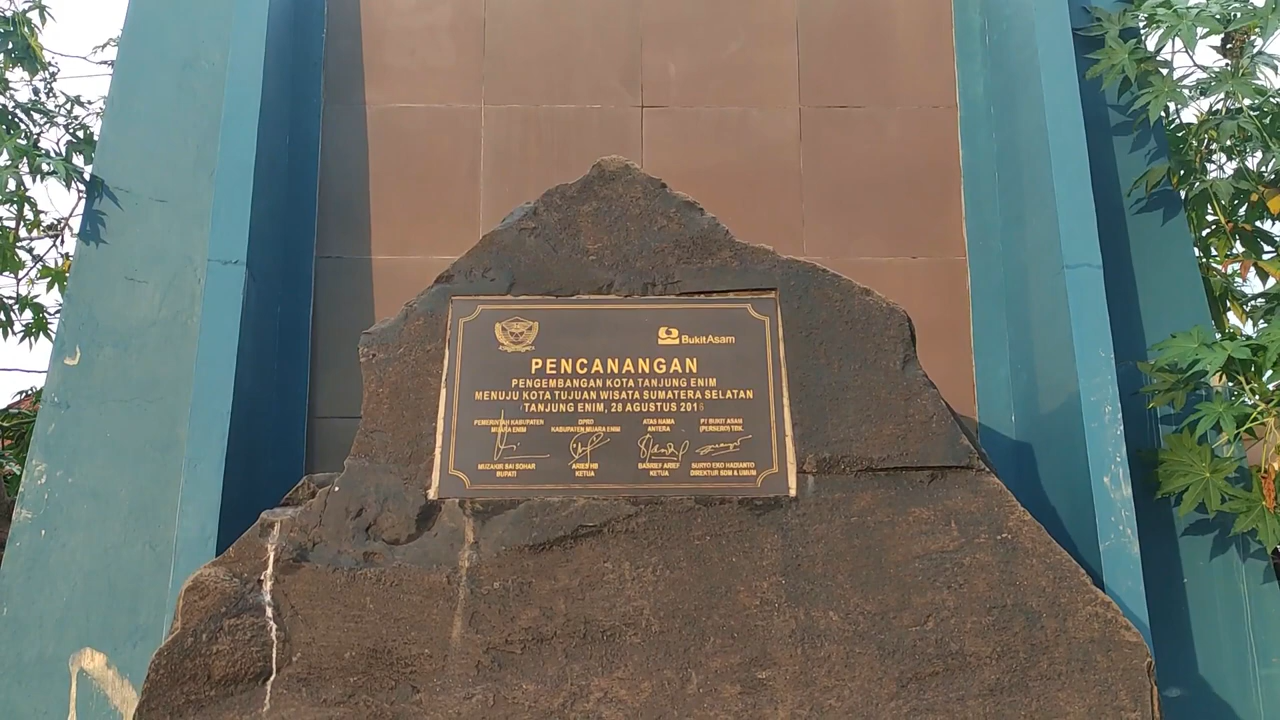 BukitAsam
PENCANANGAN
PENGEMBANGAN KOTA TANJUNG ENIM
MENUJU KOTA TUJUAN WISATA SUMATERA SELATAN
TANJUNG ENIM, 28 AGUSTUS 2016
PEMERINTAH KABUPATEN MUARA ENIM
DPRD KABUPATEN MUARA ENIM
ATAS NAMA ANTERA
PT BUKIT ASAM (PERSERO) TBK.
MUZAKIR SAI SOHAR BUPATI
ARIES HB KETUA
BASRIEF ARIEF KETUA
SURYO EKO HADIANTO DIREKTUR SDM & UMUM